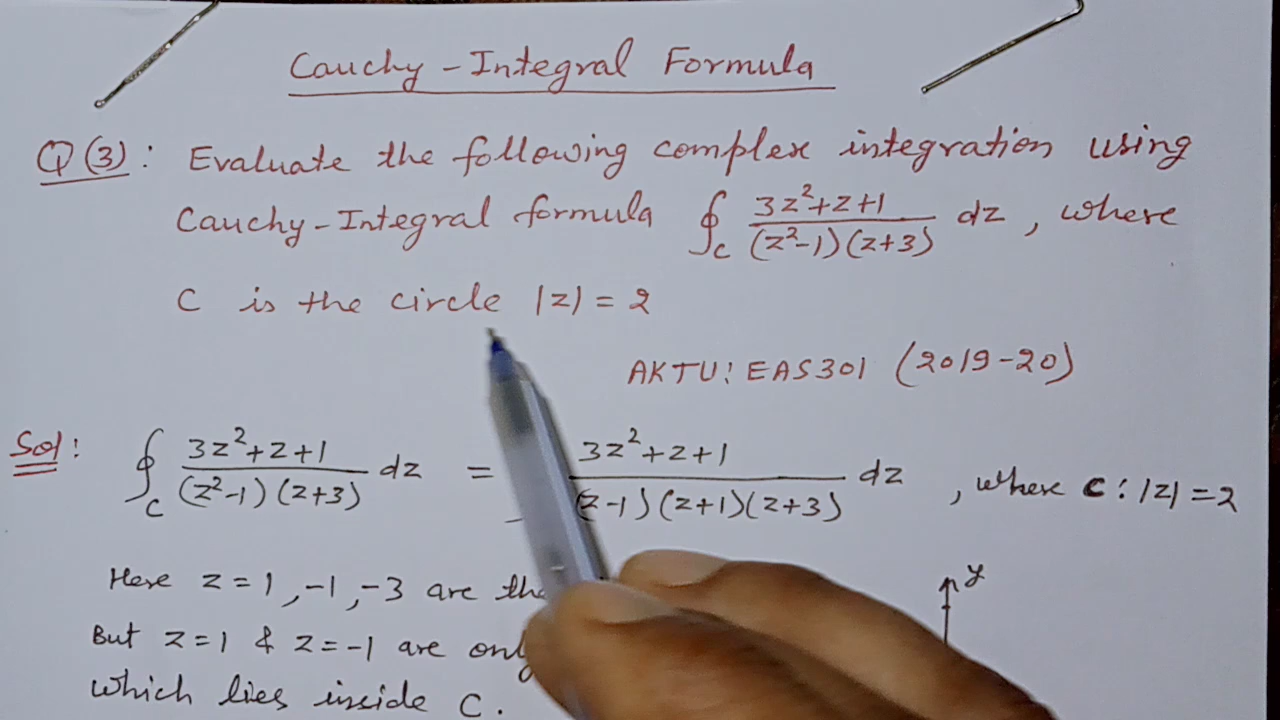 Cauchy-Integral Formula
Q(3): Evaluate the following complex integration using
Cauchy-Integral formula ∮_C (3z²+z+1)/((z²-1)(z+3)) dz, where
C is the circle |z| = 2
AKTU: EAS301 (2019-20)
Sol: ∮_C (3z²+z+1)/((z²-1)(z+3)) dz = (3z²+z+1)/((z-1)(z+1)(z+3)) dz, where C: |z| = 2
Here z=1, -1, -3 are
y
But z=1 & z=-1 are
which lies inside C.